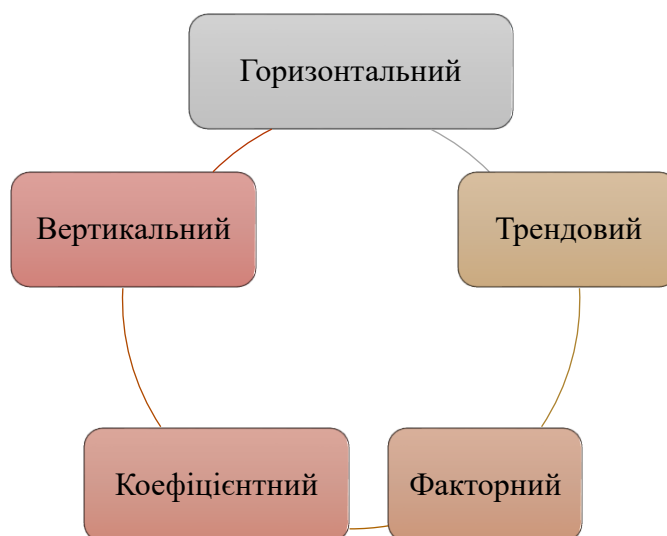 Горизонтальний
Вертикальний
Трендовий
Коефіцієнтний
Факторний